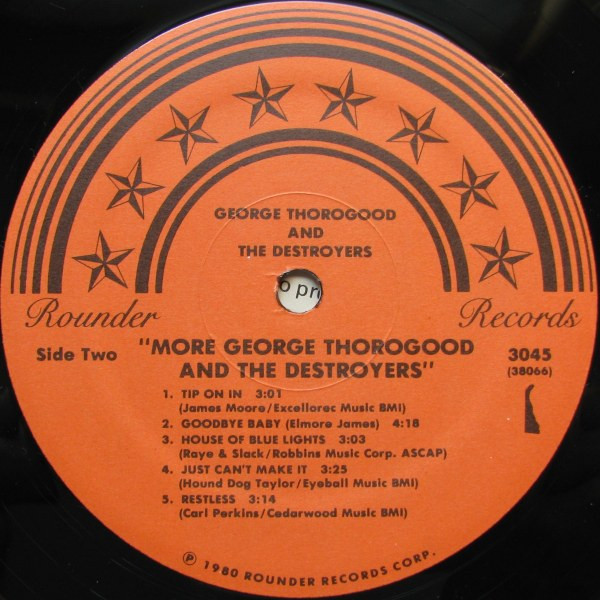 GEORGE THOROGOOD
AND
THE DESTROYERS
o pri
Rounder Records
Side Two "MORE GEORGE THOROGOOD 3045
AND THE DESTROYERS" (38066)
1. TIP ON IN 3:01
(James Moore/Excellorec Music BMI)
2. GOODBYE BABY (Elmore James) 4:18
3. HOUSE OF BLUE LIGHTS 3:03
(Raye & Slack/Robbins Music Corp. ASCAP)
4. JUST CAN'T MAKE IT 3:25
(Hound Dog Taylor/Eyeball Music BMI)
5. RESTLESS 3:14
(Carl Perkins/Cedarwood Music BMI)
℗ 1980 ROUNDER RECORDS CORP.